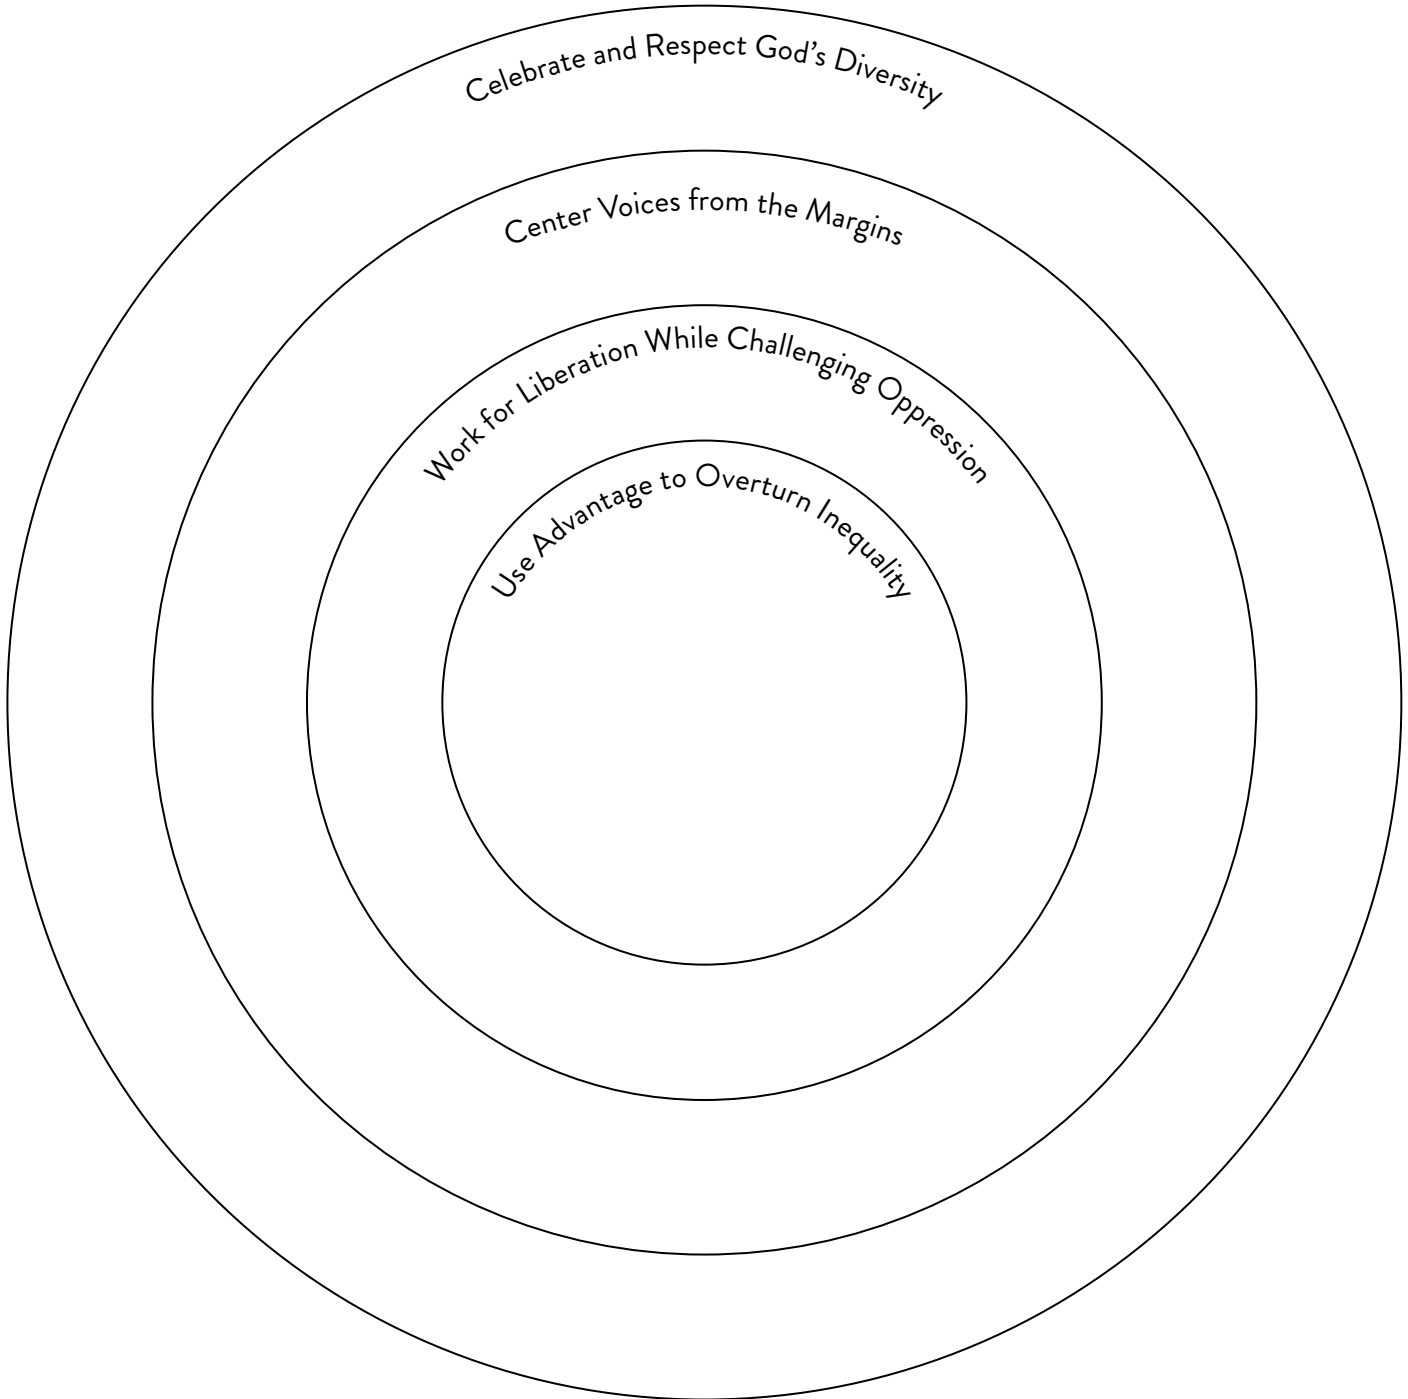 Celebrate and Respect God’s Diversity
Center Voices from the Margins
Work for Liberation While Challenging Oppression
Use Advantage to Overturn Inequality